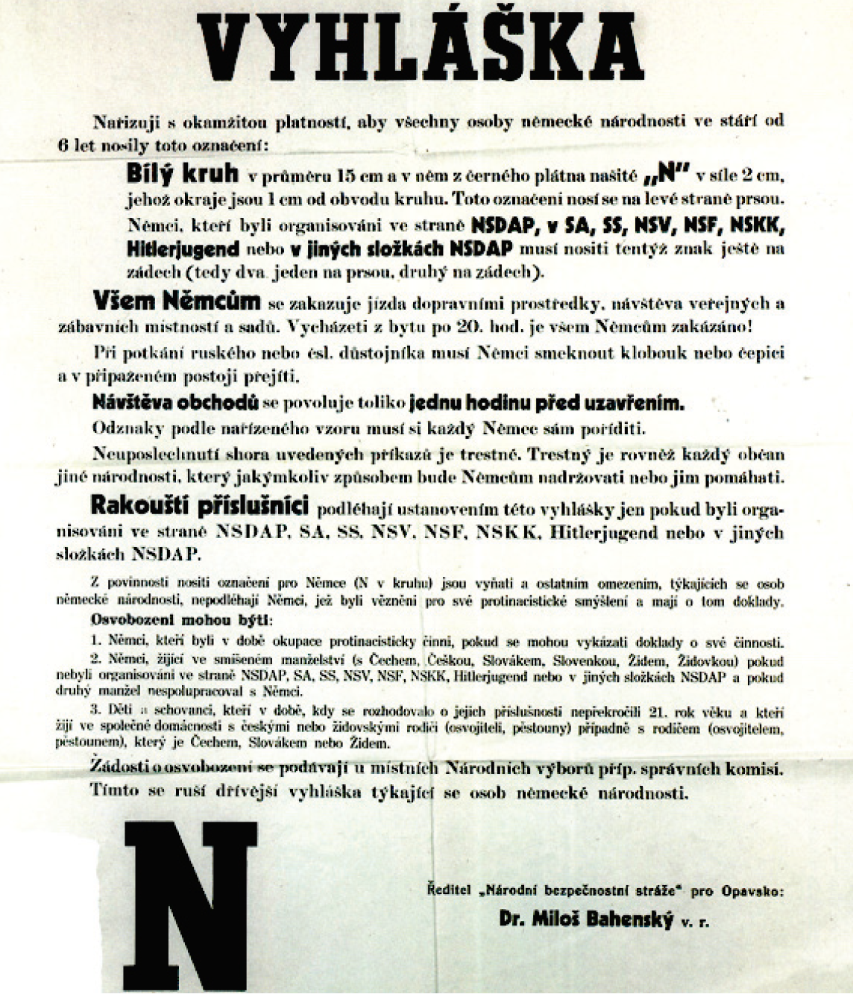 VYHLÁŠKA
Nařizuji s okamžitou platností, aby všechny osoby německé národnosti ve stáří od
6 let nosily toto označení:
Bílý kruh v průměru 15 cm a v něm z černého plátna našité „N" v síle 2 cm,
jehož okraje jsou 1 cm od obvodu kruhu. Toto označení nosí se na levé straně prsou.
Němci, kteří byli organisováni ve straně NSDAP, v SA, SS, NSV, NSF, NSKK,
Hitlerjugend nebo v jiných složkách NSDAP musí nositi tentýž znak ještě na
zádech (tedy dva jeden na prsou, druhý na zádech).
Všem Němcům se zakazuje jízda dopravními prostředky, návštěva veřejných a
zábavních místností a sadů. Vycházeti z bytu po 20. hod. je všem Němcům zakázáno!
Při potkání ruského nebo čsl. důstojníka musí Němci smeknout klobouk nebo čepici
a v připaženém postoji přejíti.
Návštěva obchodů se povoluje toliko jednu hodinu před uzavřením.
Odznaky podle nařízeného vzoru musí si každý Němec sám poříditi.
Neuposlechnutí shora uvedených příkazů je trestné. Trestný je rovněž každý občan
jiné národnosti, který jakýmkoliv způsobem bude Němcům nadržovati nebo jim pomáhati.
Rakouští příslušníci podléhají ustanovením této vyhlášky jen pokud byli orga-
nisováni ve straně NSDAP, SA, SS, NSV, NSF, NSKK, Hitlerjugend nebo v jiných
složkách NSDAP.
Z povinnosti nositi označení pro Němce (N v kruhu) jsou vyňati a ostatním omezením, týkajících se osob
německé národnosti, nepodléhají Němci, jež byli vězněni pro své protinacistické smýšlení a mají o tom doklady.
Osvobozeni mohou býti:
1. Němci, kteří byli v době okupace protinacisticky činni, pokud se mohou vykázati doklady o své činnosti.
2. Němci, žijící ve smíšeném manželství (s Čechem, Češkou, Slovákem, Slovenkou, Židem, Židovkou) pokud
nebyli organisováni ve straně NSDAP, SA, SS, NSV, NSF, NSKK, Hitlerjugend nebo v jiných složkách NSDAP a pokud
druhý manžel nespolupracoval s Němci.
3. Děti a schovanci, kteří v době, kdy se rozhodovalo o jejich příslušnosti nepřekročili 21. rok věku a kteří
žijí ve společné domácnosti s českými nebo židovskými rodiči (osvojiteli, pěstouny) případně s rodičem (osvojitelem,
pěstounem), který je Čechem, Slovákem nebo Židem.
Žádosti o osvobození se podávají u místních Národních výborů příp. správních komisí.
Tímto se ruší dřívější vyhláška týkající se osob německé národnosti.
N
Ředitel „Národní bezpečnostní stráže" pro Opavsko:
Dr. Miloš Bahenský v. r.